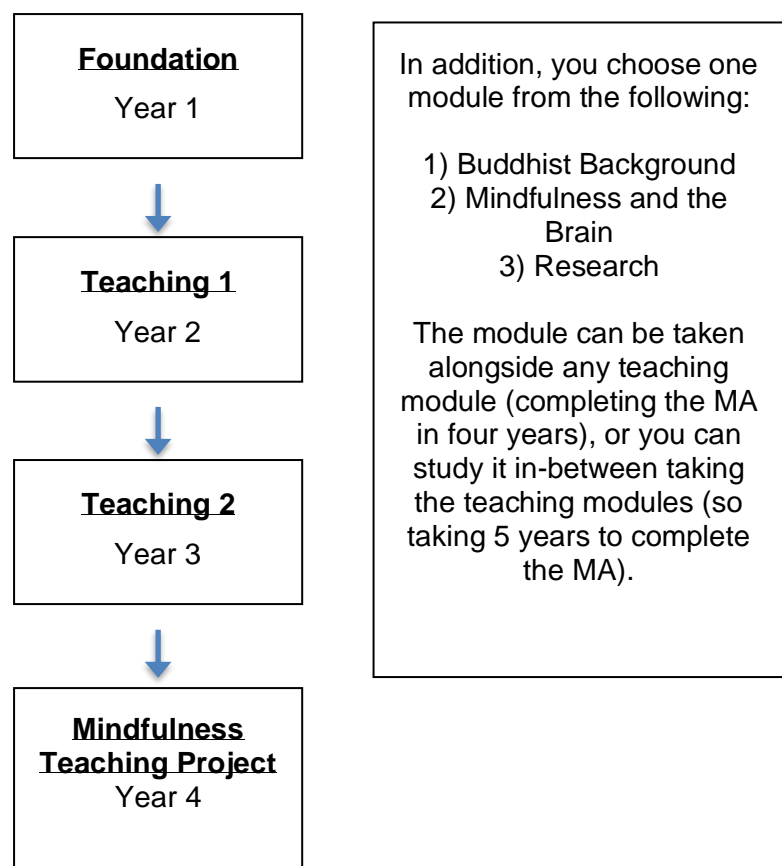 Foundation
Year 1
Teaching 1
Year 2
Teaching 2
Year 3
Mindfulness
Teaching Project
Year 4
In addition, you choose one
module from the following:
1) Buddhist Background
2) Mindfulness and the
Brain
3) Research
The module can be taken
alongside any teaching
module (completing the MA
in four years), or you can
study it in-between taking
the teaching modules (so
taking 5 years to complete
the MA).